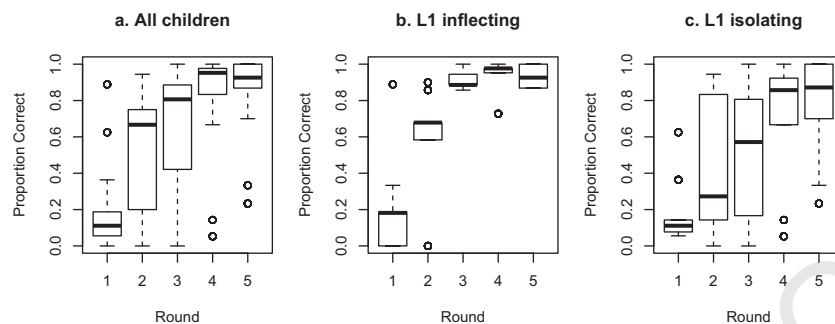 a. All children
b. L1 inflecting
c. L1 isolating
Proportion Correct
0.0 0.2 0.4 0.6 0.8 1.0
1 2 3 4 5
Round
Proportion Correct
0.0 0.2 0.4 0.6 0.8 1.0
1 2 3 4 5
Round
Proportion Correct
0.0 0.2 0.4 0.6 0.8 1.0
1 2 3 4 5
Round